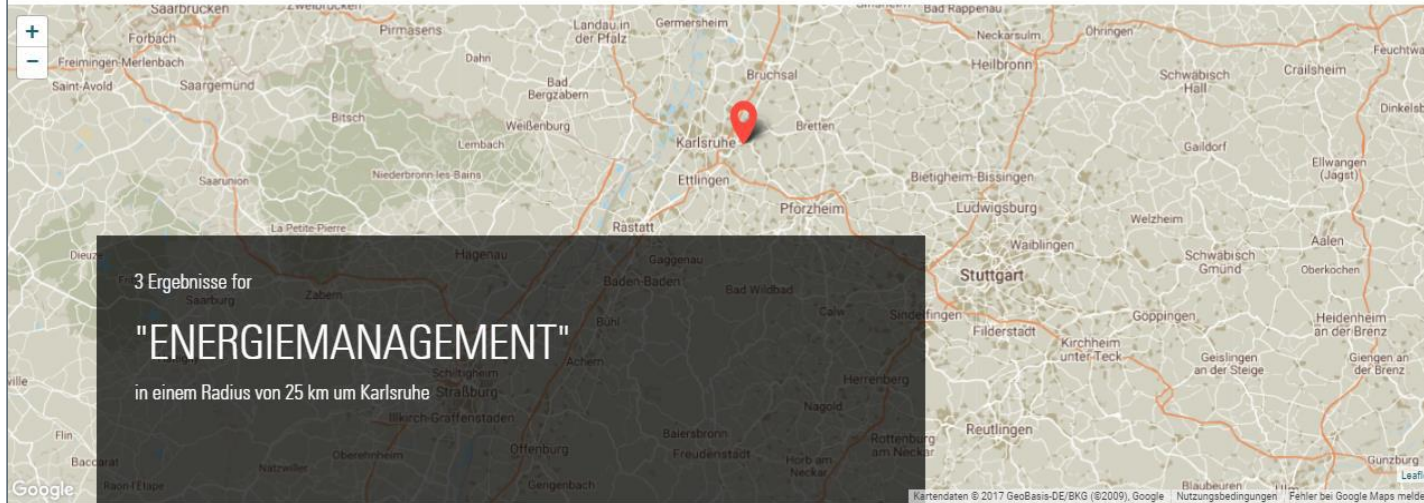 Saarbrücken
Zweibrücken
Landau in
der Pfalz
Germersheim
Bad Rappenau
+
Forbach
Pirmasens
Neckarsulm
Öhringen
Feuchtwa
−
Freimingen-Merlenbach
Dahn
Heilbronn
Crailsheim
Saint-Avold
Saargemünd
Bad
Bergzabern
Bruchsal
Schwäbisch
Hall
Bitsch
Weißenburg
Bretten
Dinkelsb
Lembach
Karlsruhe
Gaildorf
Saarunion
Niederbronn-les-Bains
Ettlingen
Bietigheim-Bissingen
Ellwangen
(Jagst)
Pforzheim
Ludwigsburg
La Petite Pierre
Rastatt
Welzheim
Dieuze
Hagenau
Gaggenau
Waiblingen
Aalen
Schwäbisch
Gmünd
3 Ergebnisse for
Baden-Baden
Bad Wildbad
Stuttgart
Oberkochen
Saarburg
Zabern
Calw
Sindelfingen
"ENERGIEMANAGEMENT"
Bühl
Filderstadt
Göppingen
Heidenheim
an der Brenz
Achern
Kirchheim
unter Teck
Geislingen
an der Steige
Giengen an
der Brenz
ville
Schiltigheim
in einem Radius von 25 km um Karlsruhe
Straßburg
Herrenberg
Illkirch-Graffenstaden
Nagold
Flin
Baiersbronn
Reutlingen
Baccarat
Oberehnheim
Offenburg
Freudenstadt
Rottenburg
am Neckar
Natzwiller
Horb am
Neckar
Günzburg
Raon-l'Étape
Gengenbach
Blaubeuren
Ulm
Leafl
Google
Kartendaten © 2017 GeoBasis-DE/BKG (©2009), Google
Nutzungsbedingungen
Fehler bei Google Maps melde